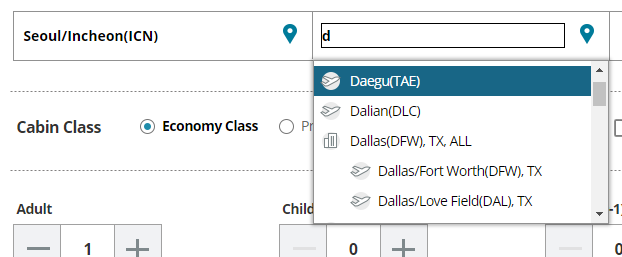 Seoul/Incheon(ICN)
d
Daegu(TAE)
Dalian(DLC)
Dallas(DFW), TX, ALL
Dallas/Fort Worth(DFW), TX
Dallas/Love Field(DAL), TX
Cabin Class
Economy Class
Pr
Adult
Child
1
0
0